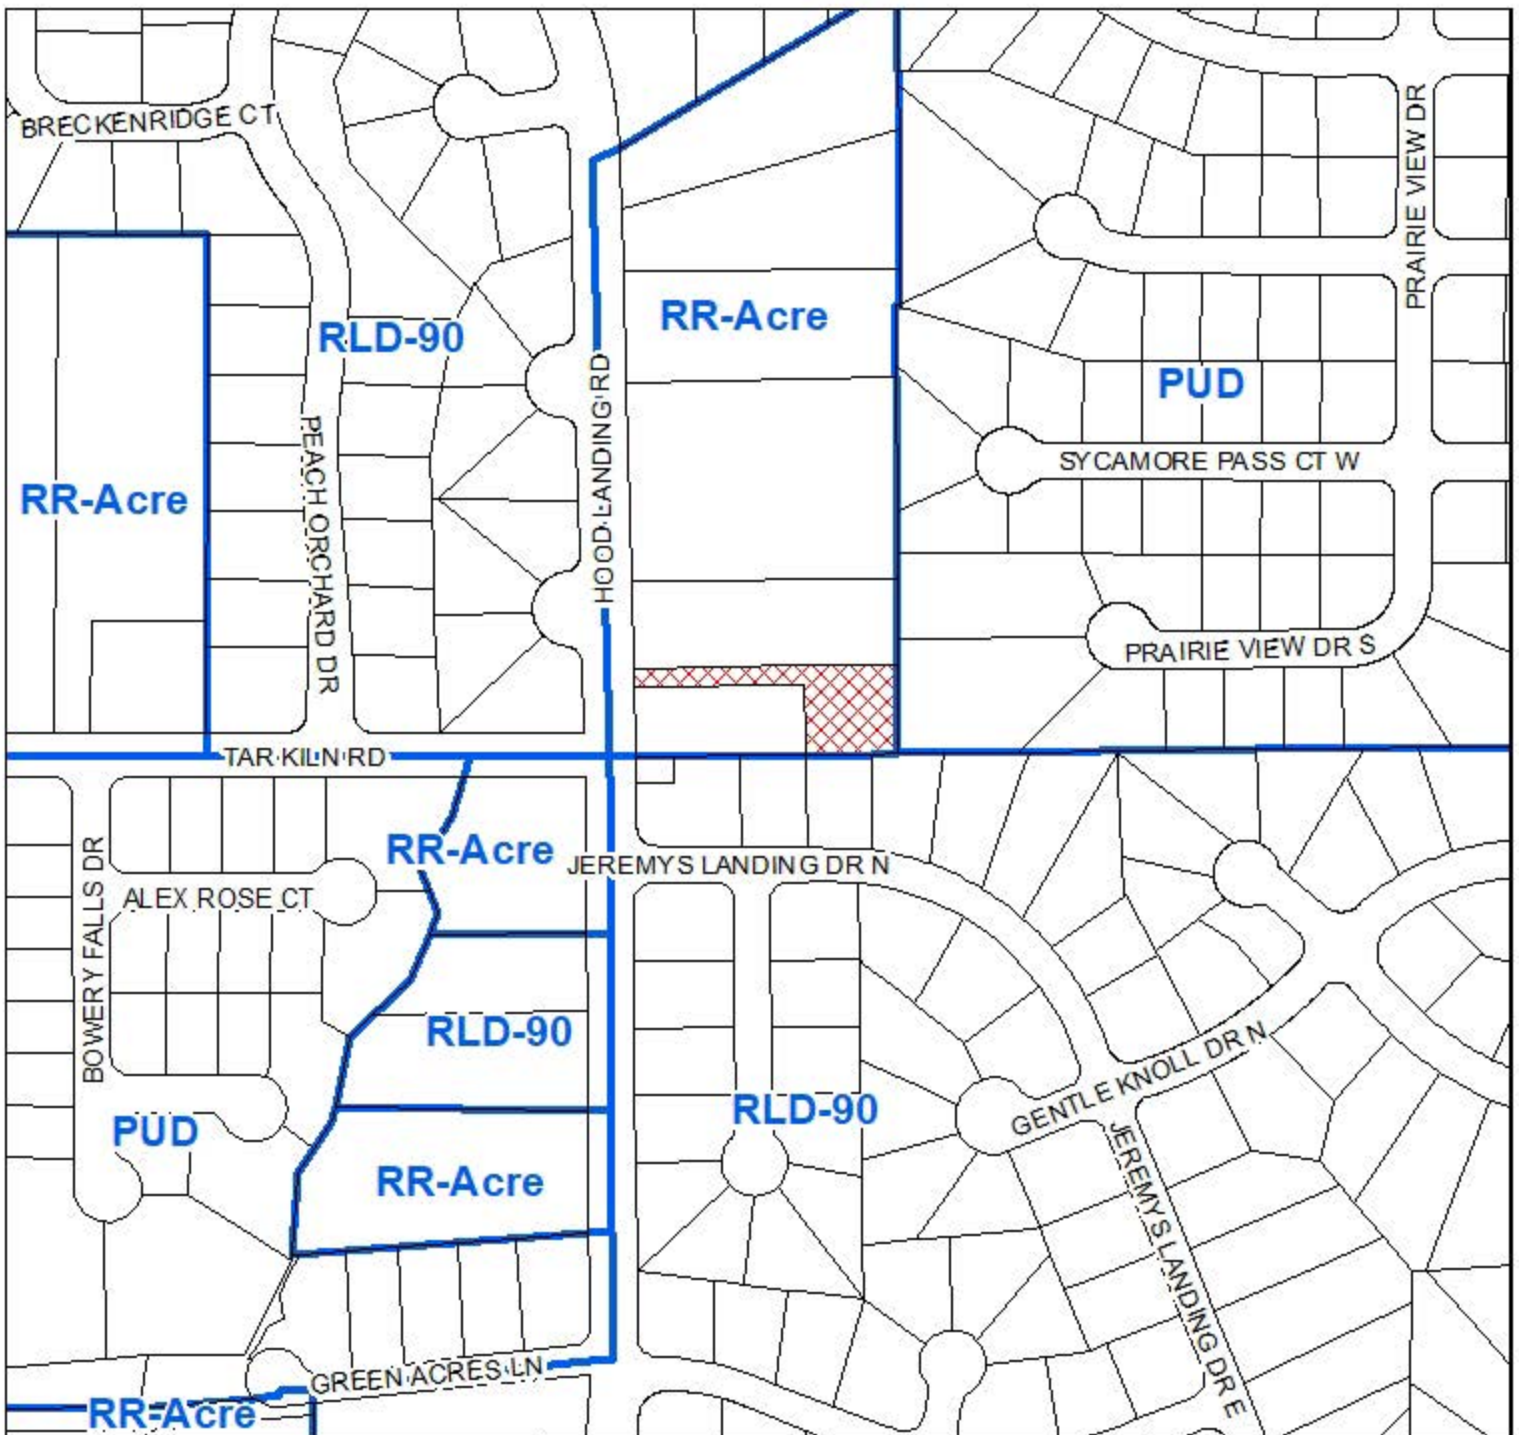 BRECKENRIDGE CT
PRAIRIE VIEW DR
RR-Acre
RLD-90
PUD
HOOD LANDING RD
SYCAMORE PASS CT W
RR-Acre
PEACH ORCHARD DR
PRAIRIE VIEW DR S
TAR KILN RD
RR-Acre
JEREMYS LANDING DR N
ALEX ROSE CT
BOWERY FALLS DR
RLD-90
GENTLE KNOLL DR N
RLD-90
PUD
RR-Acre
JEREMYS LANDING DR E
GREEN ACRES LN
RR-Acre